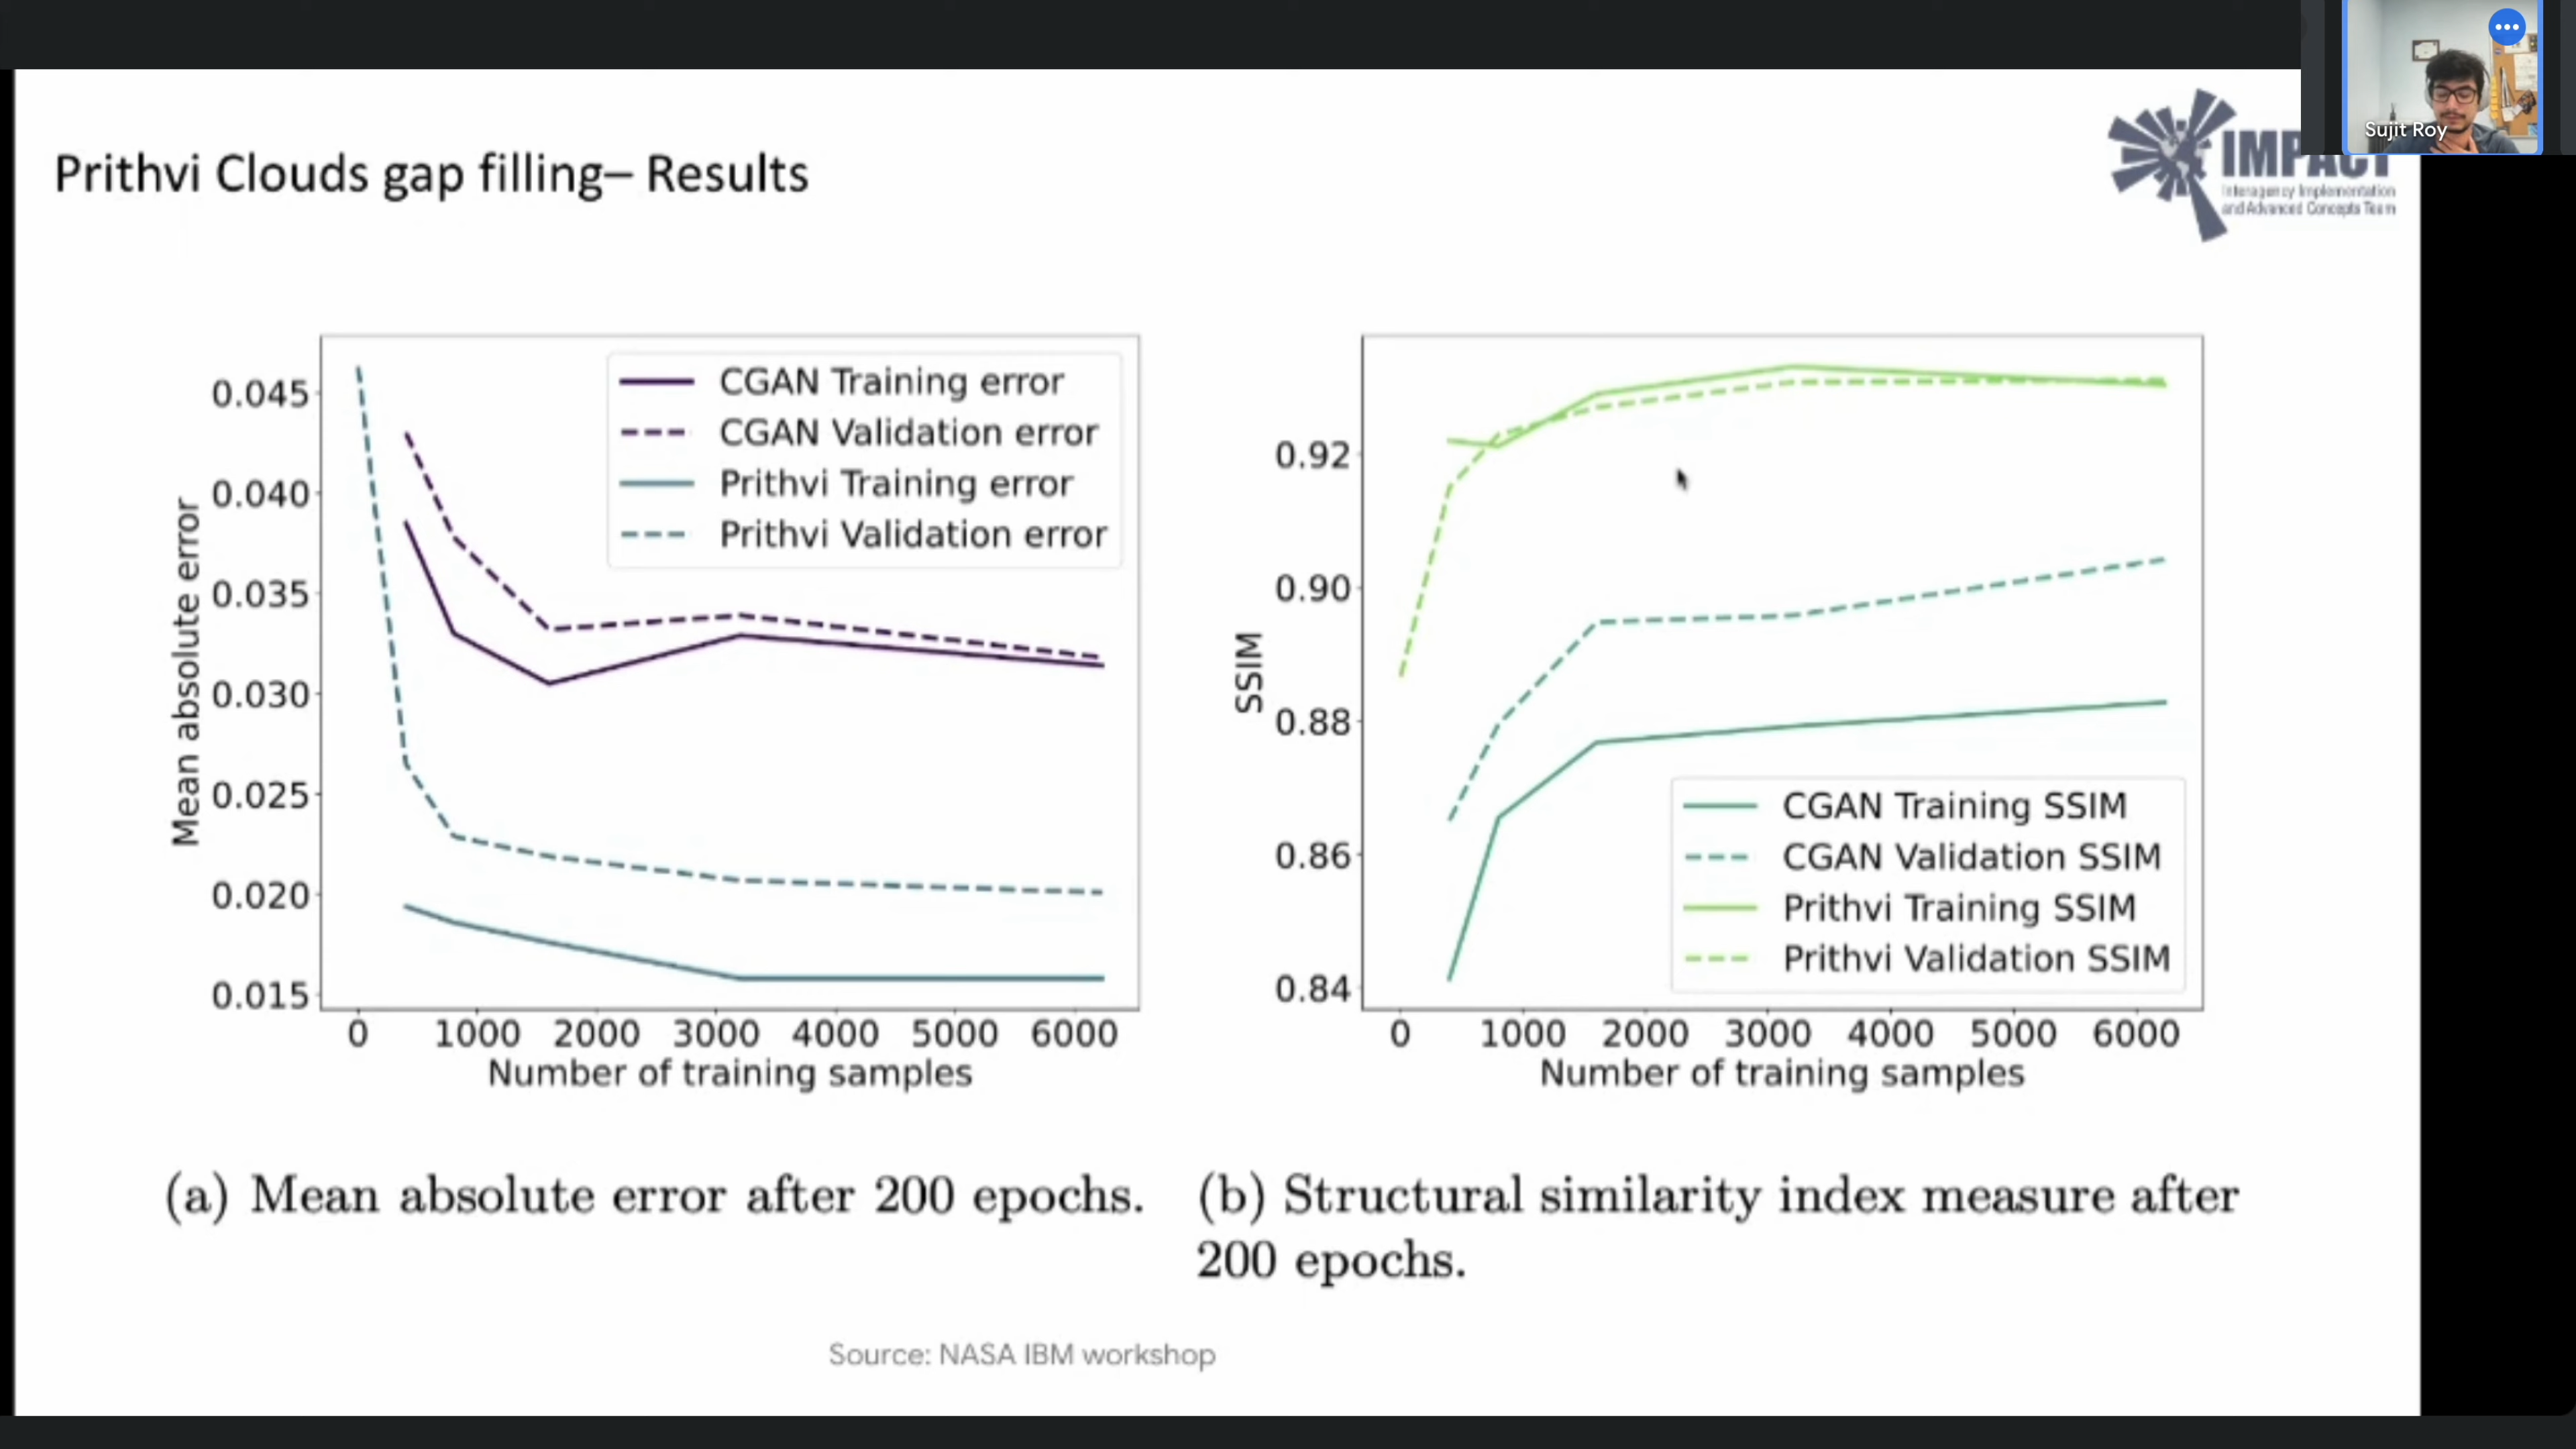 Sujit Roy
Prithvi Clouds gap filling– Results
IMPACT
Interagency Implementation
and Advanced Concepts Team
CGAN Training error
CGAN Validation error
Prithvi Training error
Prithvi Validation error
Mean absolute error
0.045
0.040
0.035
0.030
0.025
0.020
0.015
0 1000 2000 3000 4000 5000 6000
Number of training samples
SSIM
0.92
0.90
0.88
0.86
0.84
CGAN Training SSIM
CGAN Validation SSIM
Prithvi Training SSIM
Prithvi Validation SSIM
0 1000 2000 3000 4000 5000 6000
Number of training samples
(a) Mean absolute error after 200 epochs.
(b) Structural similarity index measure after
200 epochs.
Source: NASA IBM workshop